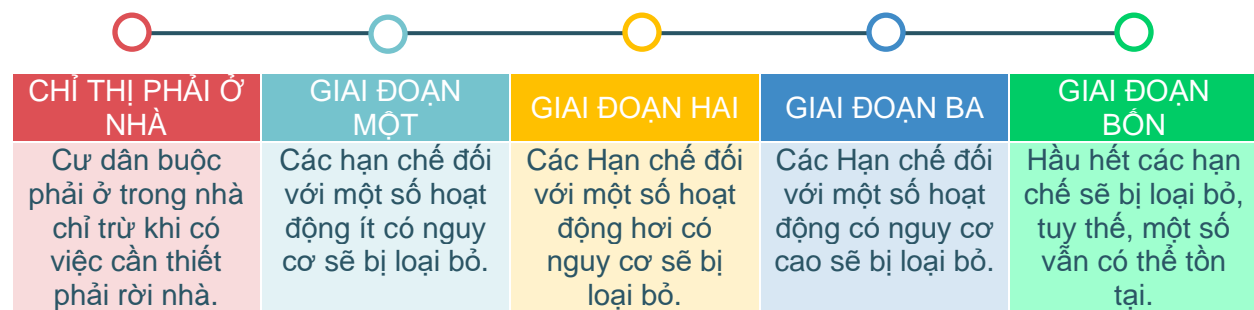 CHỈ THỊ PHẢI Ở
NHÀ
Cư dân buộc
phải ở trong nhà
chỉ trừ khi có
việc cần thiết
phải rời nhà.
GIAI ĐOẠN
MỘT
Các hạn chế đối
với một số hoạt
động ít có nguy
cơ sẽ bị loại bỏ.
GIAI ĐOẠN HAI
Các Hạn chế đối
với một số hoạt
động hơi có
nguy cơ sẽ bị
loại bỏ.
GIAI ĐOẠN BA
Các Hạn chế đối
với một số hoạt
động có nguy cơ
cao sẽ bị loại bỏ.
GIAI ĐOẠN
BỐN
Hầu hết các hạn
chế sẽ bị loại bỏ,
tuy thế, một số
vẫn có thể tồn
tại.